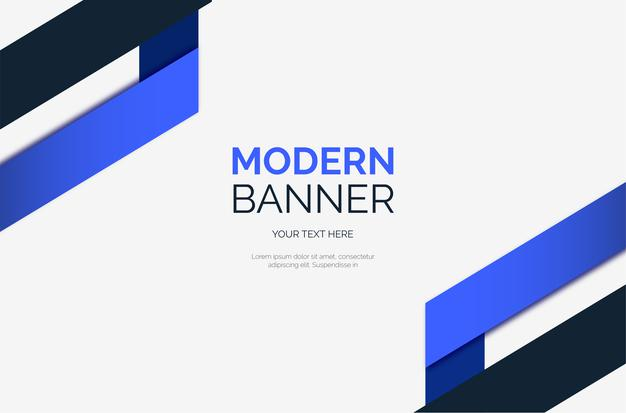 MODERN
BANNER
YOUR TEXT HERE
Lorem ipsum dolor sit amet, consectetur
adipiscing elit. Suspendisse in